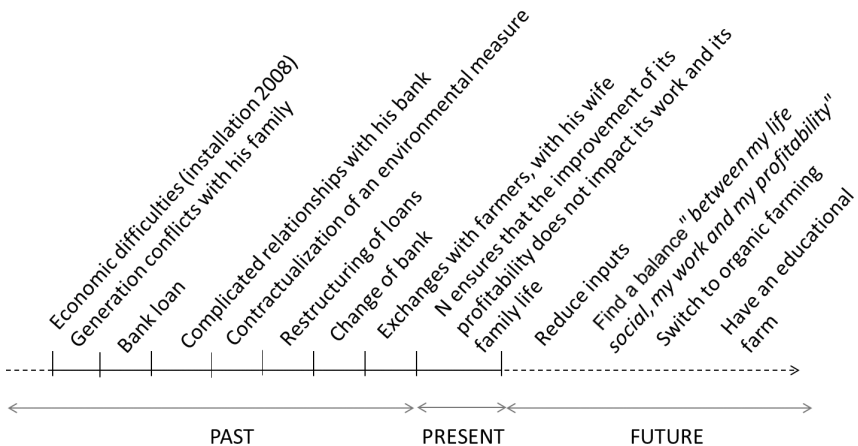 Economic difficulties (installation 2008)
Generation conflicts with his family
Bank loan
Complicated relationships with his bank
Contractualization of an environmental measure
Restructuring of loans
Change of bank
Exchanges with farmers, with his wife
N ensures that the improvement of its
profitability does not impact its work and its
family life
Reduce inputs
Find a balance" between my life
social, my work and my profitability"
Switch to organic farming
Have an educational
farm
PAST
PRESENT
FUTURE